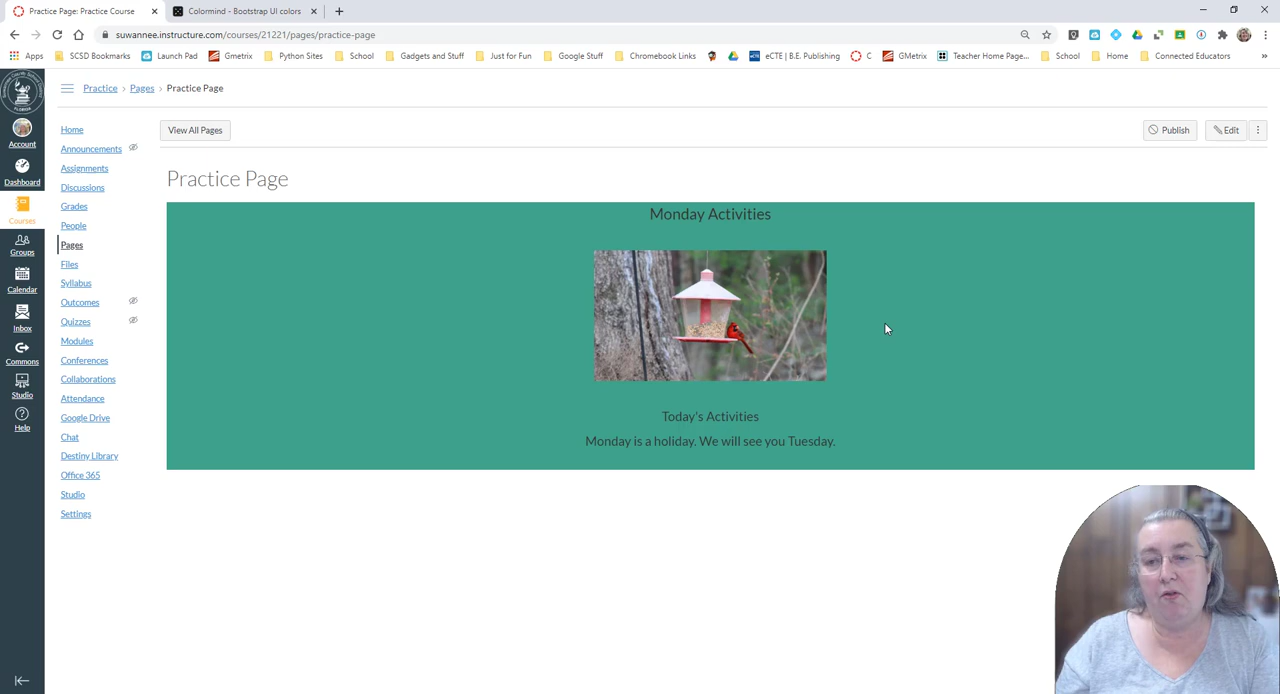 Practice Page: Practice Course
Colormind - Bootstrap UI colors
suwannee.instructure.com/courses/21221/pages/practice-page
Apps SCSD Bookmarks Launch Pad Gmetrix Python Sites School Gadgets and Stuff Just for Fun Google Stuff Chromebook Links eCTE | B.E. Publishing C GMetrix Teacher Home Page... School Home Connected Educators »
Practice > Pages > Practice Page
View All Pages
Publish
Edit
Account
Dashboard
Courses
Groups
Calendar
Inbox
Commons
Studio
Help
Home
Announcements
Assignments
Discussions
Grades
People
Pages
Files
Syllabus
Outcomes
Quizzes
Modules
Conferences
Collaborations
Attendance
Google Drive
Chat
Destiny Library
Office 365
Studio
Settings
Practice Page
Monday Activities
Today's Activities
Monday is a holiday. We will see you Tuesday.